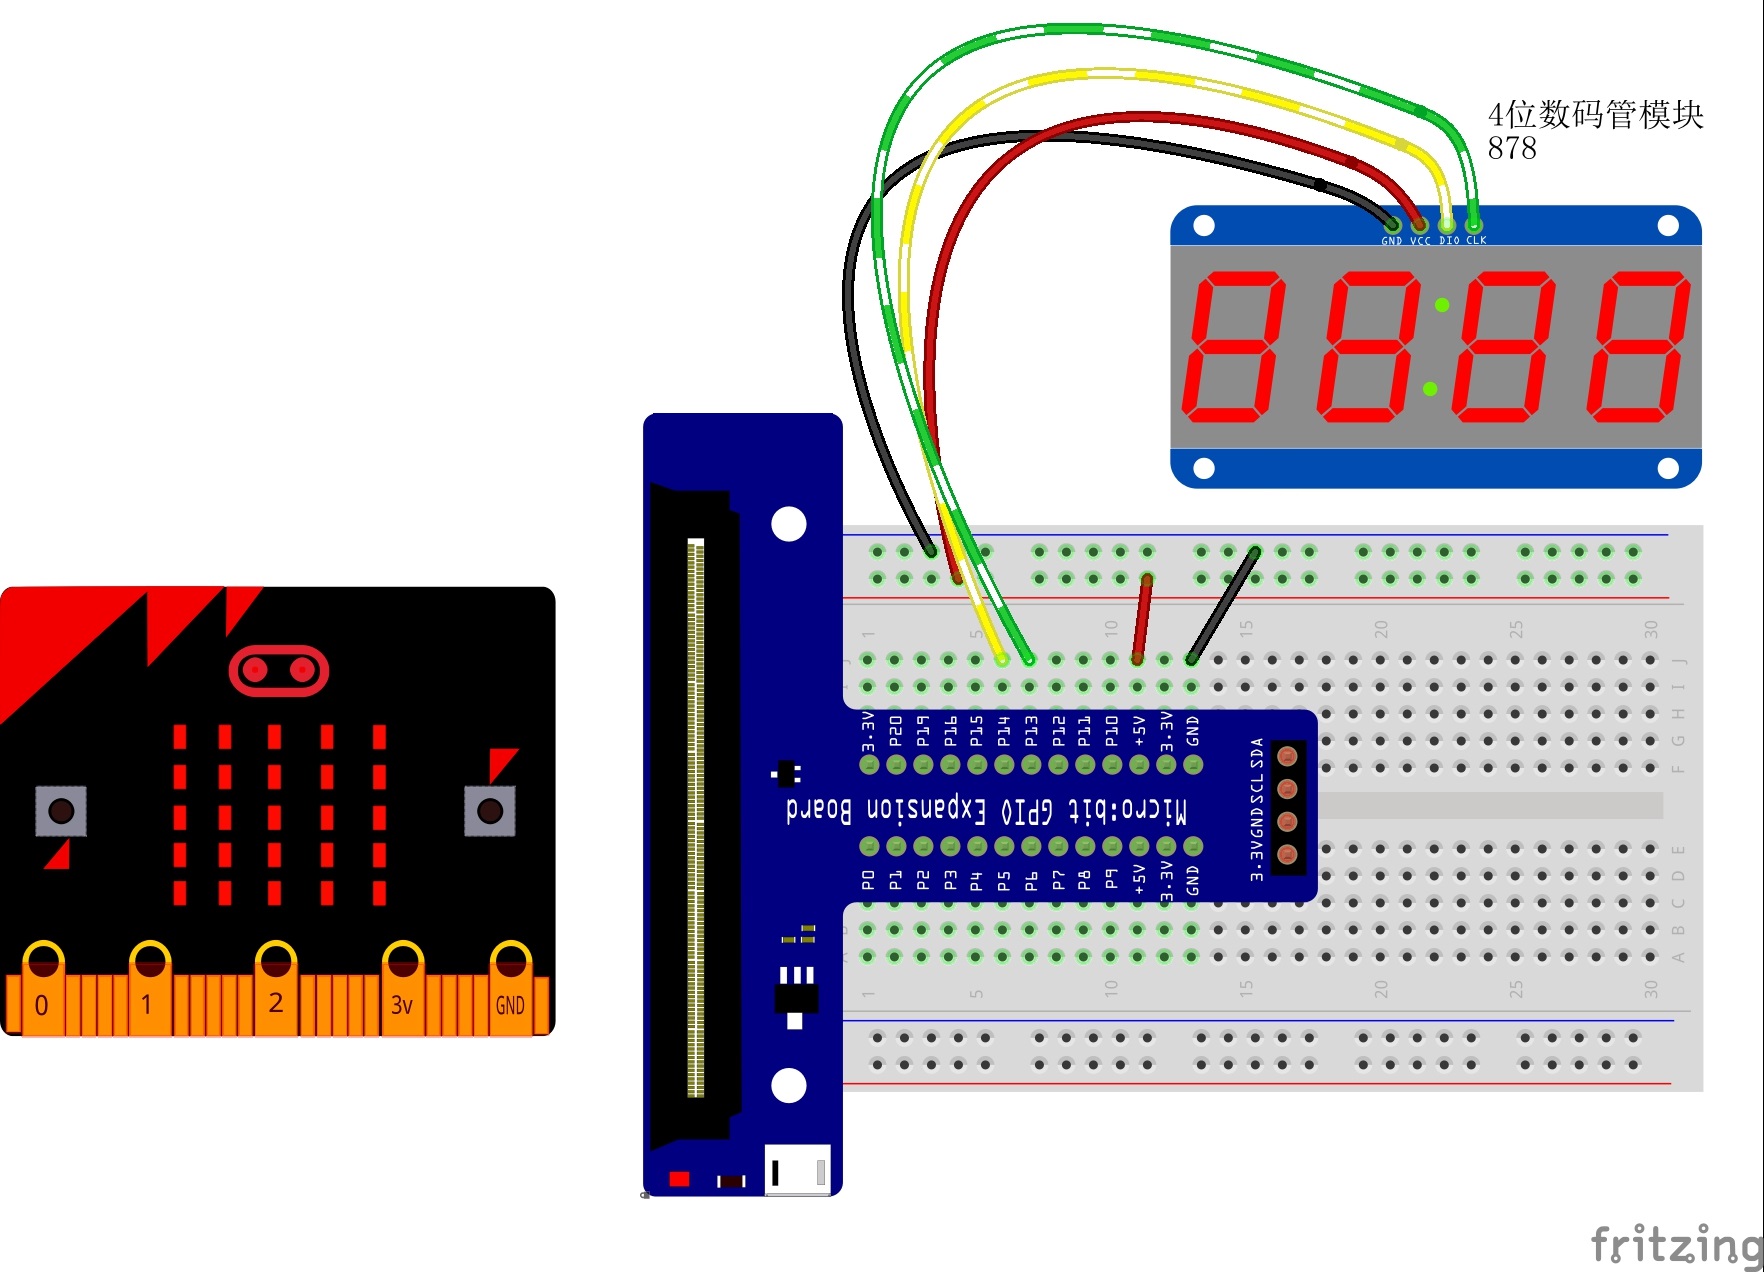 4位数码管模块
878
GND VCC DIO CLK
1 5 10 15 20 25 30
J
I
H
G
F
3.3V P20 P19 P16 P15 P14 P13 P12 P11 P10 +5V 3.3V GND
Micro:bit GPIO Expansion Board
3.3V GND SCL SDA
P0 P1 P2 P3 P4 P5 P6 P7 P8 P9 +5V 3.3V GND
E
D
C
B
A
1 5 10 15 20 25 30
0 1 2 3v GND
fritzing